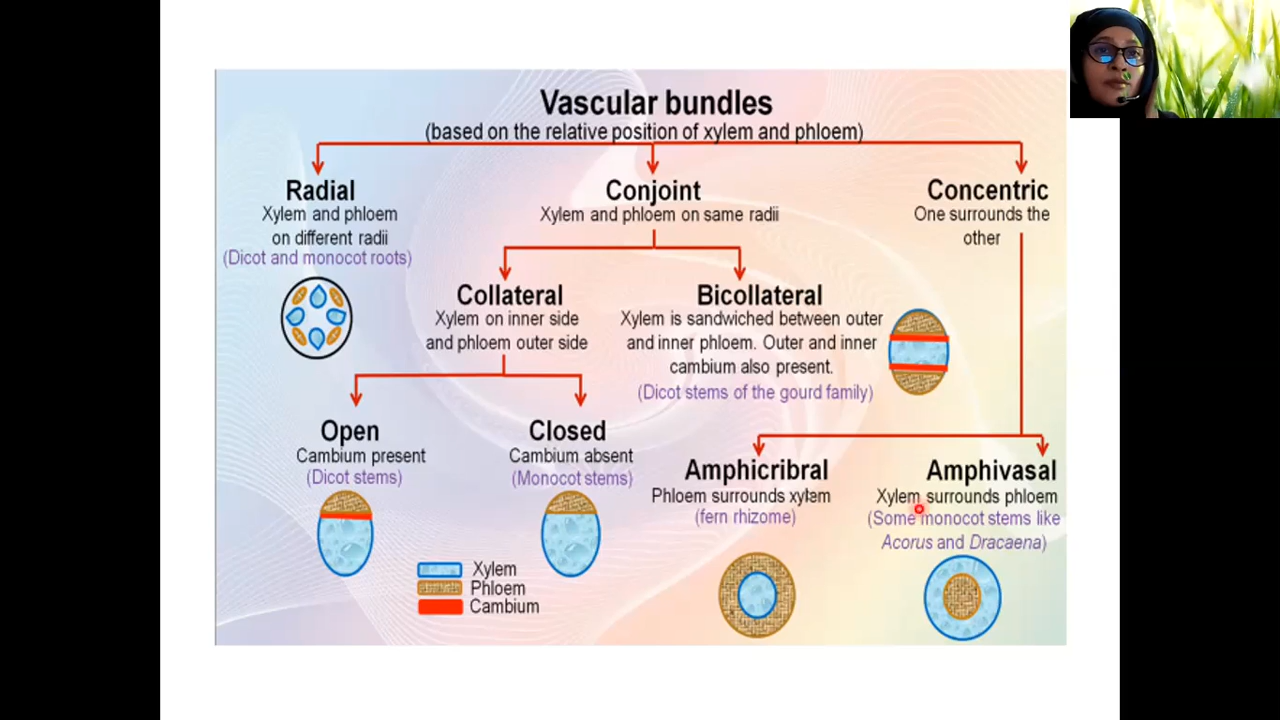 Vascular bundles
(based on the relative position of xylem and phloem)
Radial
Xylem and phloem
on different radii
(Dicot and monocot roots)
Conjoint
Xylem and phloem on same radii
Concentric
One surrounds the
other
Collateral
Xylem on inner side
and phloem outer side
Bicollateral
Xylem is sandwiched between outer
and inner phloem. Outer and inner
cambium also present.
(Dicot stems of the gourd family)
Open
Cambium present
(Dicot stems)
Closed
Cambium absent
(Monocot stems)
Amphicribral
Phloem surrounds xylem
(fern rhizome)
Amphivasal
Xylem surrounds phloem
(Some monocot stems like
Acorus and Dracaena)
Xylem
Phloem
Cambium